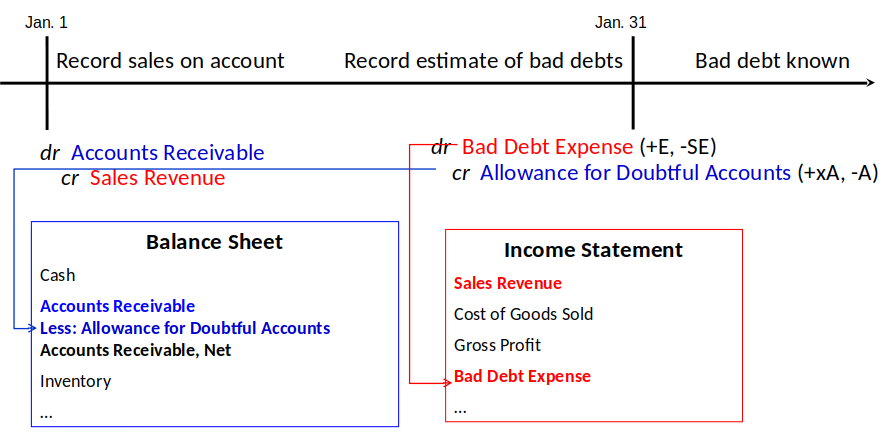 Jan. 1
Jan. 31
Record sales on account
Record estimate of bad debts
Bad debt known
dr Accounts Receivable
cr Sales Revenue
dr Bad Debt Expense (+E, -SE)
cr Allowance for Doubtful Accounts (+xA, -A)
Balance Sheet
Cash
Accounts Receivable
Less: Allowance for Doubtful Accounts
Accounts Receivable, Net
Inventory
...
Income Statement
Sales Revenue
Cost of Goods Sold
Gross Profit
Bad Debt Expense
...